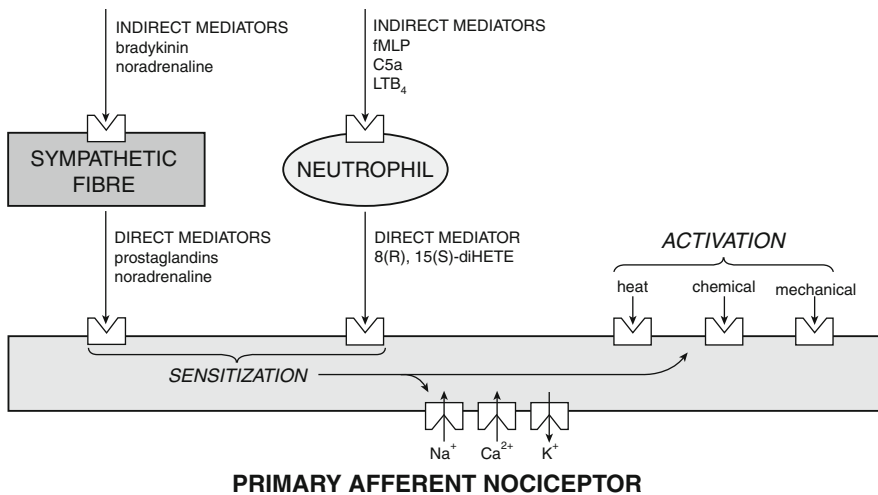 INDIRECT MEDIATORS
bradykinin
noradrenaline
INDIRECT MEDIATORS
fMLP
C5a
LTB₄
SYMPATHETIC
FIBRE
NEUTROPHIL
DIRECT MEDIATORS
prostaglandins
noradrenaline
DIRECT MEDIATOR
8(R), 15(S)-diHETE
ACTIVATION
heat
chemical
mechanical
SENSITIZATION
Na⁺
Ca²⁺
K⁺
PRIMARY AFFERENT NOCICEPTOR